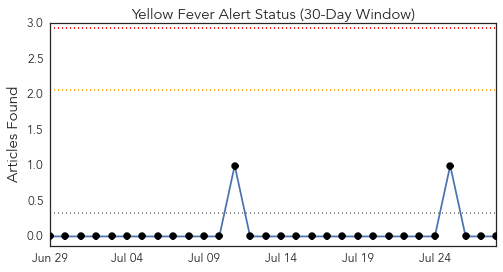 Yellow Fever Alert Status (30-Day Window)
Articles Found
3.0
2.5
2.0
1.5
1.0
0.5
0.0
Jun 29 Jul 04 Jul 09 Jul 14 Jul 19 Jul 24